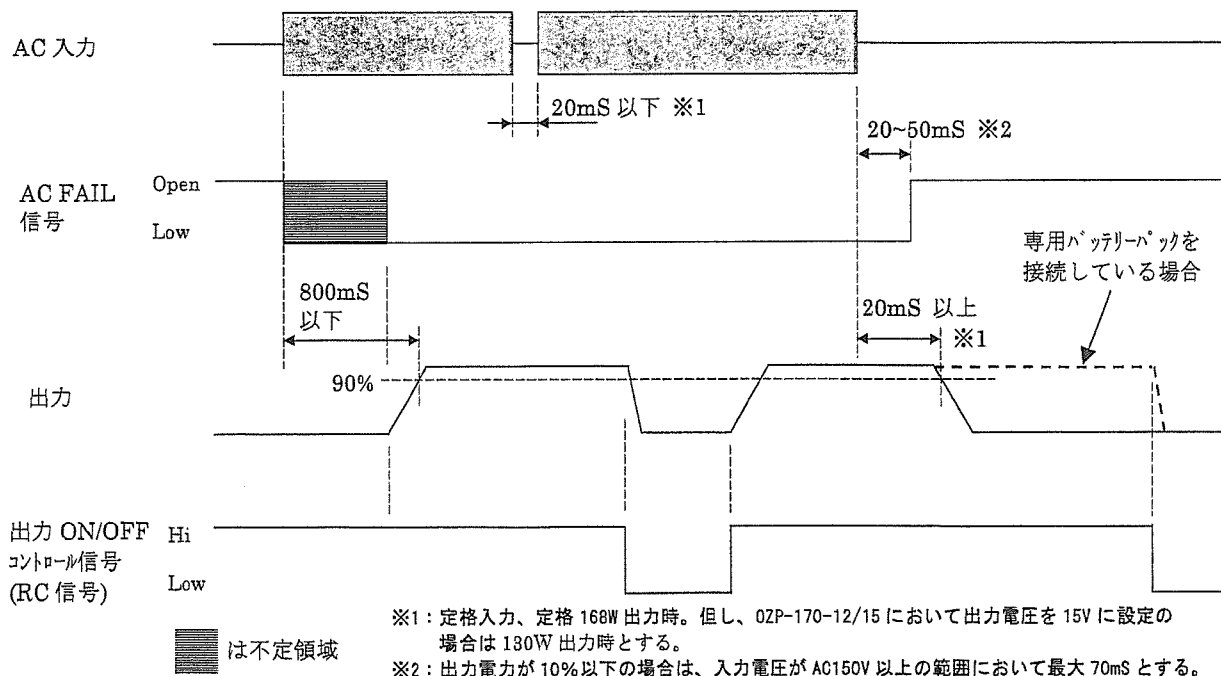 AC 入力
20mS 以下 ※1
20~50mS ※2
AC FAIL
信号
Open
Low
専用ﾊﾞｯﾃﾘｰﾊﾟｯｸを
接続している場合
800mS
以下
20mS 以上
※1
90%
出力
出力 ON/OFF
ｺﾝﾄﾛｰﾙ信号
(RC 信号)
Hi
Low
は不定領域
※1：定格入力、定格 168W 出力時。但し、OZP-170-12/15 において出力電圧を 15V に設定の
場合は 130W 出力時とする。
※2：出力電力が 10%以下の場合は、入力電圧が AC150V 以上の範囲において最大 70mS とする。